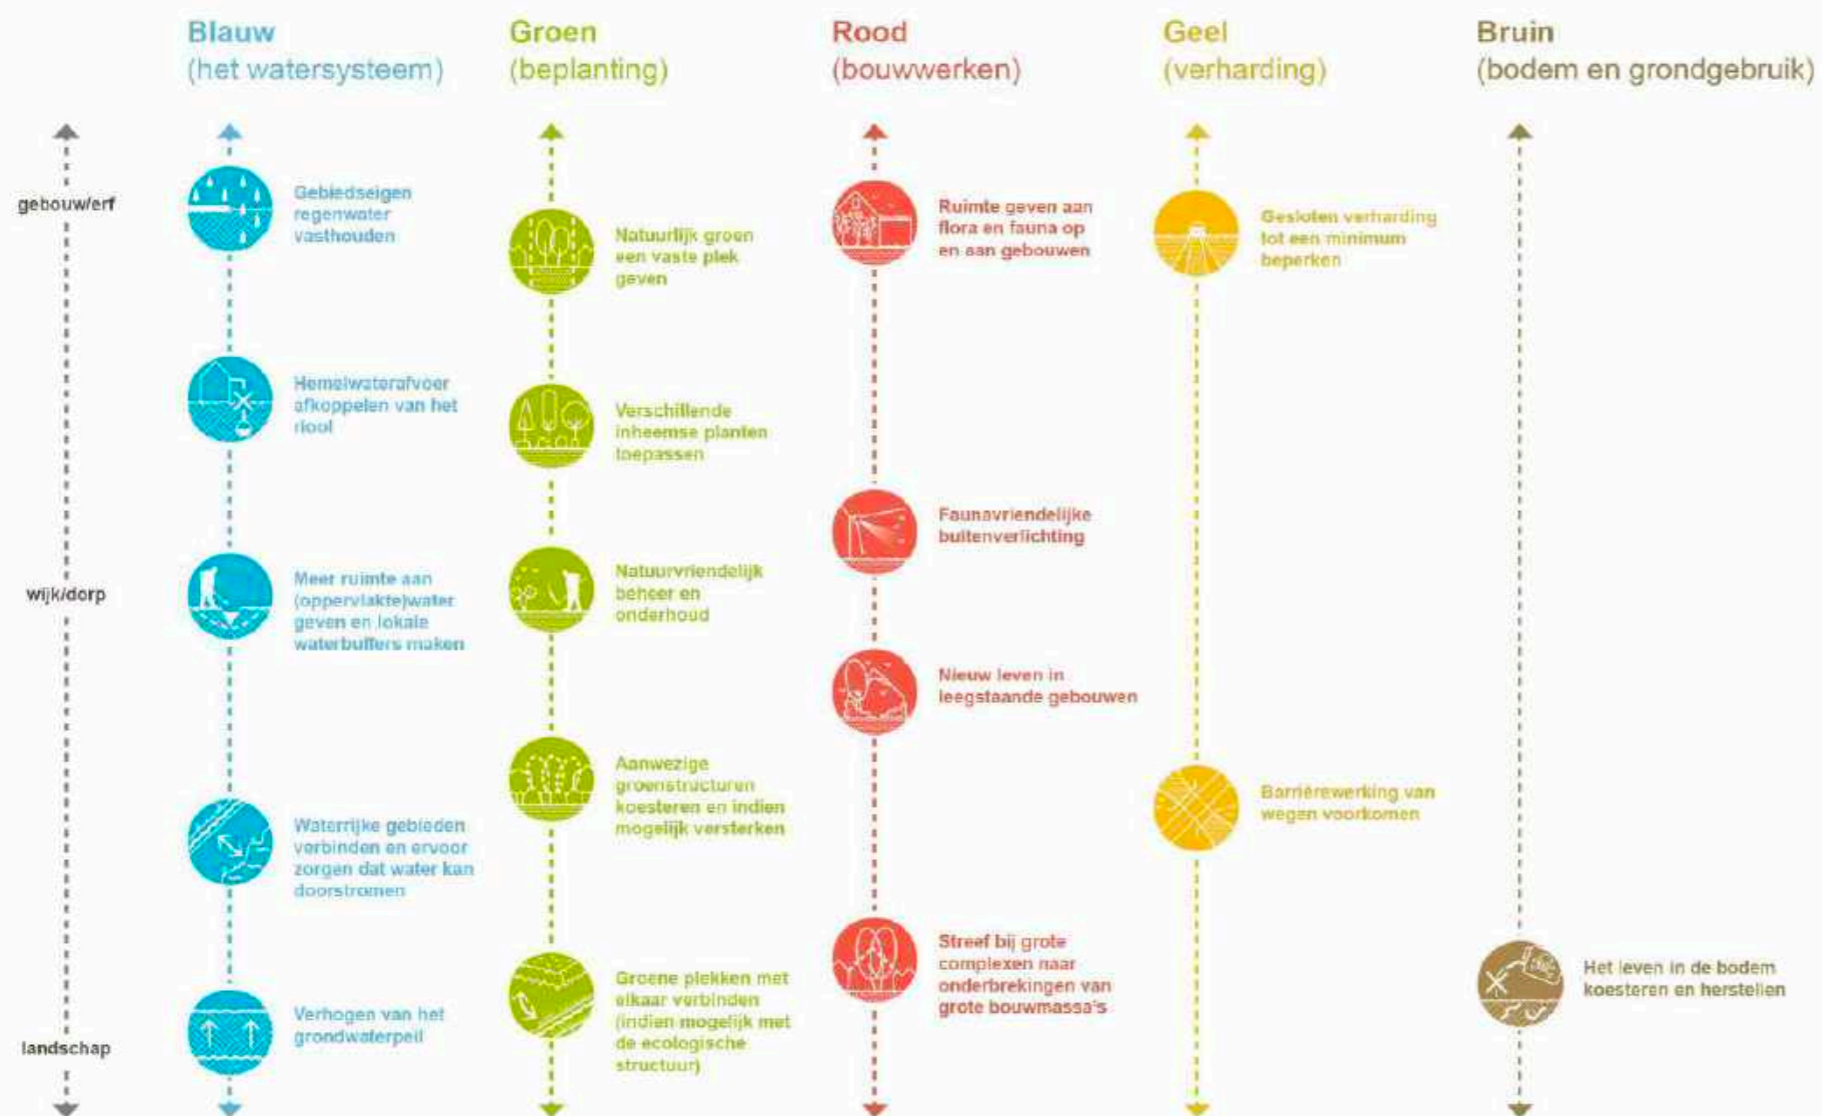 Blauw
(het watersysteem)
Groen
(beplanting)
Rood
(bouwwerken)
Geel
(verharding)
Bruin
(bodem en grondgebruik)
gebouw/erf
wijk/dorp
landschap
Gebiedseigen
regenwater
vasthouden
Hemelwaterafvoer
afkoppelen van het
riool
Meer ruimte aan
(oppervlakte)water
geven en lokale
waterbuffers maken
Waterrijke gebieden
verbinden en ervoor
zorgen dat water kan
doorstromen
Verhogen van het
grondwaterpeil
Natuurlijk groen
een vaste plek
geven
Verschillende
inheemse planten
toepassen
Natuurvriendelijk
beheer en
onderhoud
Aanwezige
groenstructuren
koesteren en indien
mogelijk versterken
Groene plekken met
elkaar verbinden
(indien mogelijk met
de ecologische
structuur)
Ruimte geven aan
flora en fauna op
en aan gebouwen
Faunavriendelijke
buitenverlichting
Nieuw leven in
leegstaande gebouwen
Streef bij grote
complexen naar
onderbrekingen van
grote bouwmassa's
Gesloten verharding
tot een minimum
beperken
Barrièrewerking van
wegen voorkomen
Het leven in de bodem
koesteren en herstellen